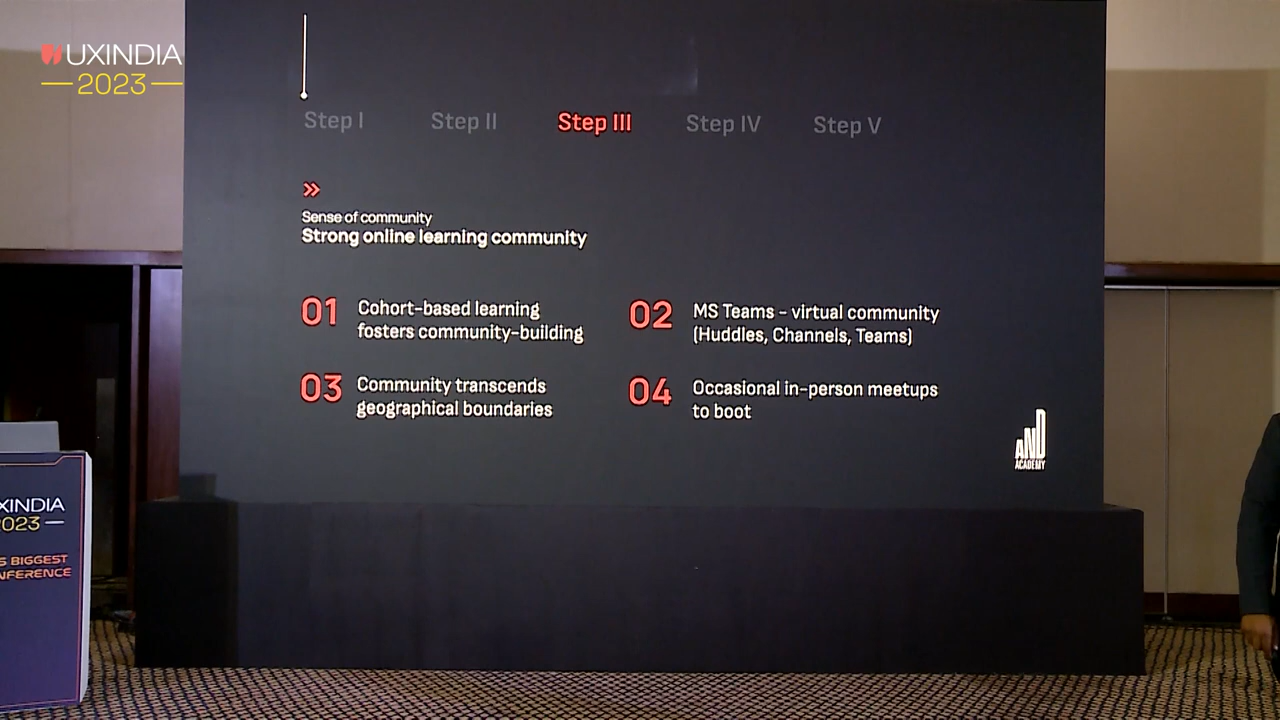 UXINDIA
2023
Step I Step II Step III Step IV Step V
Sense of community
Strong online learning community
01 Cohort-based learning
fosters community-building
02 MS Teams - virtual community
(Huddles, Channels, Teams)
03 Community transcends
geographical boundaries
04 Occasional in-person meetups
to boot
AND
ACADEMY
XINDIA
2023
S BIGGEST
NFERENCE